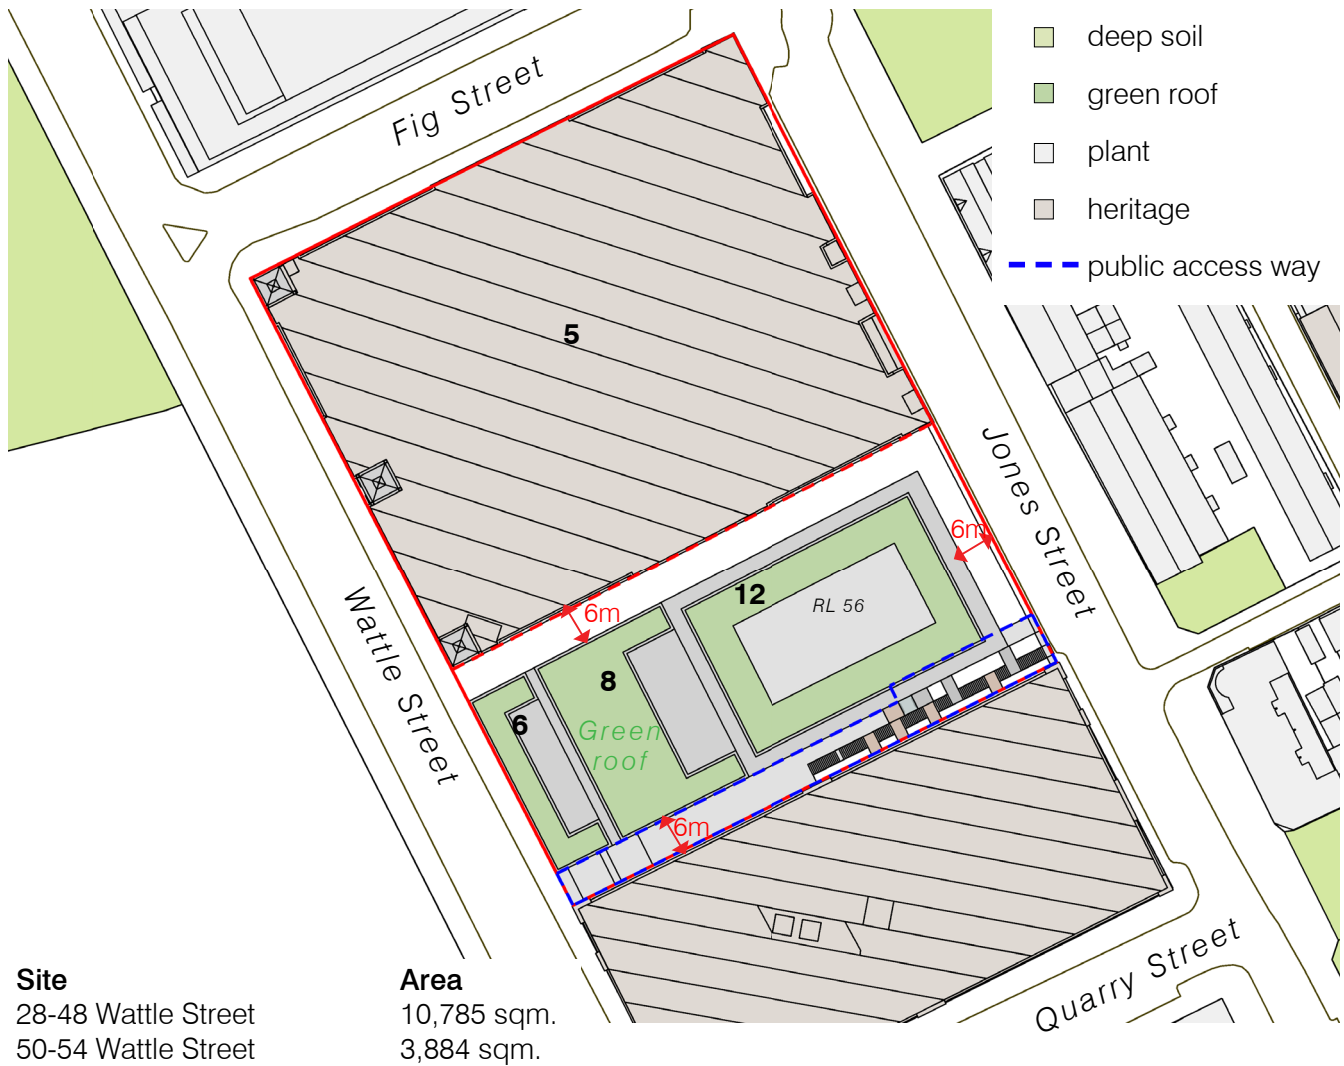 deep soil
green roof
plant
heritage
public access way
Fig Street
5
Jones Street
6m
12
RL 56
6m
Wattle Street
8
6
Green
roof
6m
Quarry Street
Site Area
28-48 Wattle Street 10,785 sqm.
50-54 Wattle Street 3,884 sqm.